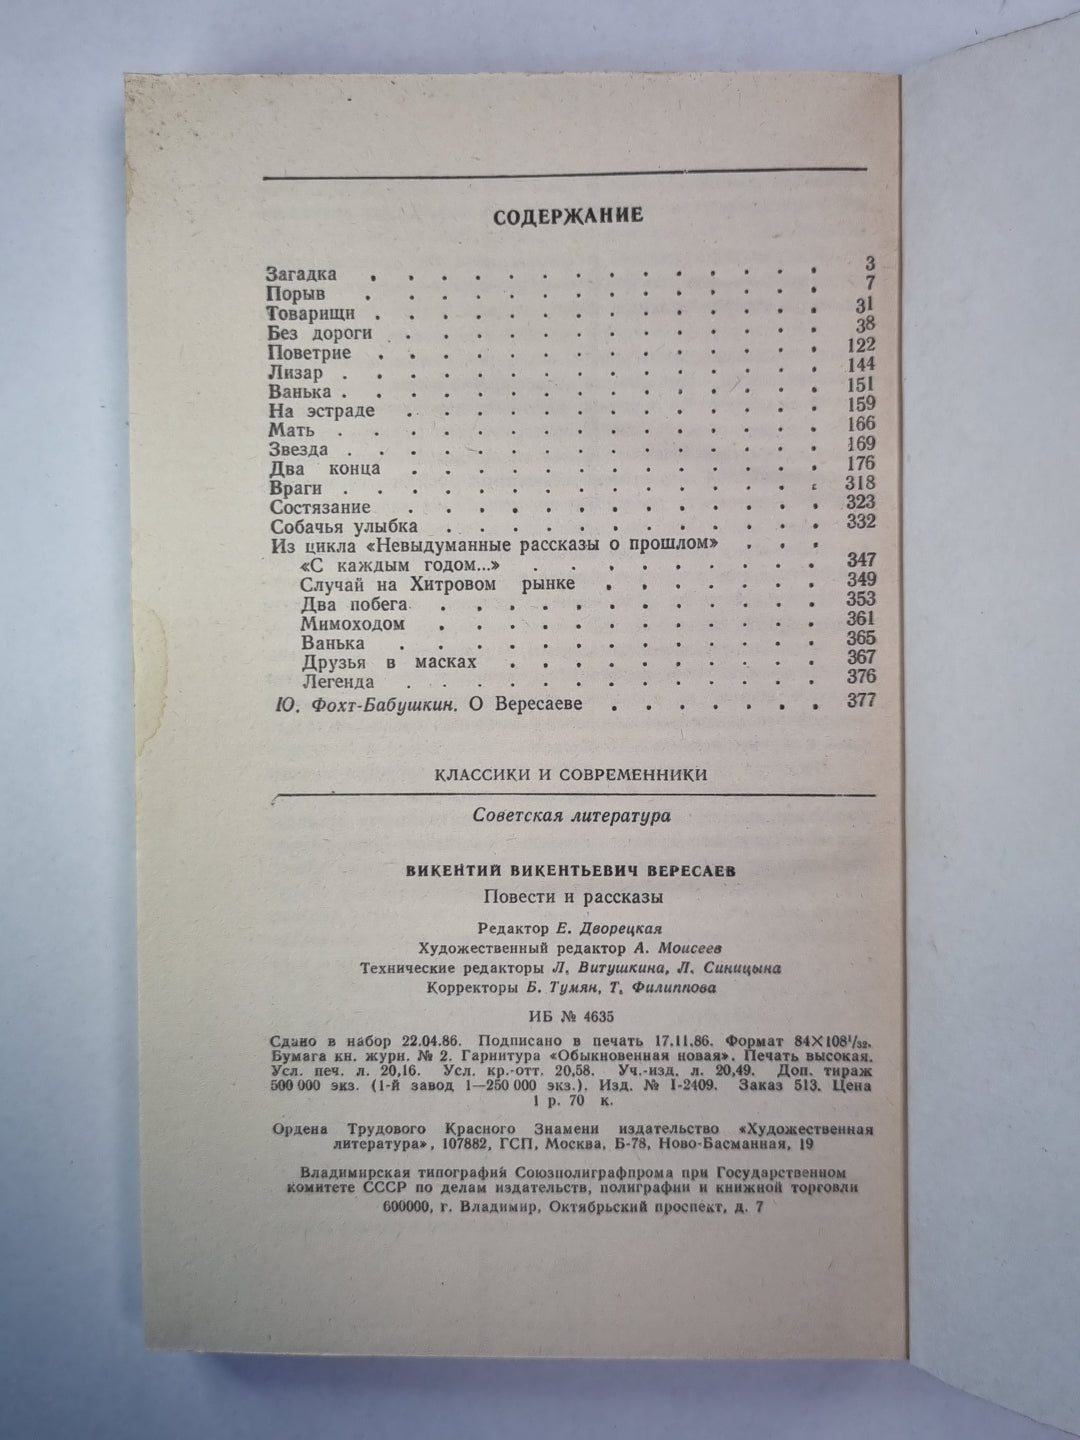 СОДЕРЖАНИЕ
Загадка . . . . . . . . . . . . . . 3
Порыв . . . . . . . . . . . . . . 7
Товарищи . . . . . . . . . . . . . . 31
Без дороги . . . . . . . . . . . . . 38
Поветрие . . . . . . . . . . . . . . 122
Лизар . . . . . . . . . . . . . . . 144
Ванька . . . . . . . . . . . . . . . 151
На эстраде . . . . . . . . . . . . . 159
Мать . . . . . . . . . . . . . . . 166
Звезда . . . . . . . . . . . . . . . 169
Два конца . . . . . . . . . . . . . 176
Враги . . . . . . . . . . . . . . . 318
Состязание . . . . . . . . . . . . . 323
Собачья улыбка . . . . . . . . . . . . 332
Из цикла «Невыдуманные рассказы о прошлом» . . .
«С каждым годом...» . . . . . . . . . 347
Случай на Хитровом рынке . . . . . . . 349
Два побега . . . . . . . . . . . . 353
Мимоходом . . . . . . . . . . . . 361
Ванька . . . . . . . . . . . . . 365
Друзья в масках . . . . . . . . . . 367
Легенда . . . . . . . . . . . . . 376
Ю. Фохт-Бабушкин. О Вересаеве . . . . . . . 377
КЛАССИКИ И СОВРЕМЕННИКИ
Советская литература
ВИКЕНТИЙ ВИКЕНТЬЕВИЧ ВЕРЕСАЕВ
Повести и рассказы
Редактор Е. Дворецкая
Художественный редактор А. Моисеев
Технические редакторы Л. Витушкина, Л. Синицына
Корректоры Б. Тумян, Т. Филиппова
ИБ № 4635
Сдано в набор 22.04.86. Подписано в печать 17.11.86. Формат 84×108¹/₃₂.
Бумага кн. журн. № 2. Гарнитура «Обыкновенная новая». Печать высокая.
Усл. печ. л. 20,16. Усл. кр.-отт. 20,58. Уч.-изд. л. 20,49. Доп. тираж
500 000 экз. (1-й завод 1—250 000 экз.). Изд. № I-2409. Заказ 513. Цена
1 р. 70 к.
Ордена Трудового Красного Знамени издательство «Художественная
литература», 107882, ГСП, Москва, Б-78, Ново-Басманная, 19
Владимирская типография Союзполиграфпрома при Государственном
комитете СССР по делам издательств, полиграфии и книжной торговли
600000, г. Владимир, Октябрьский проспект, д. 7